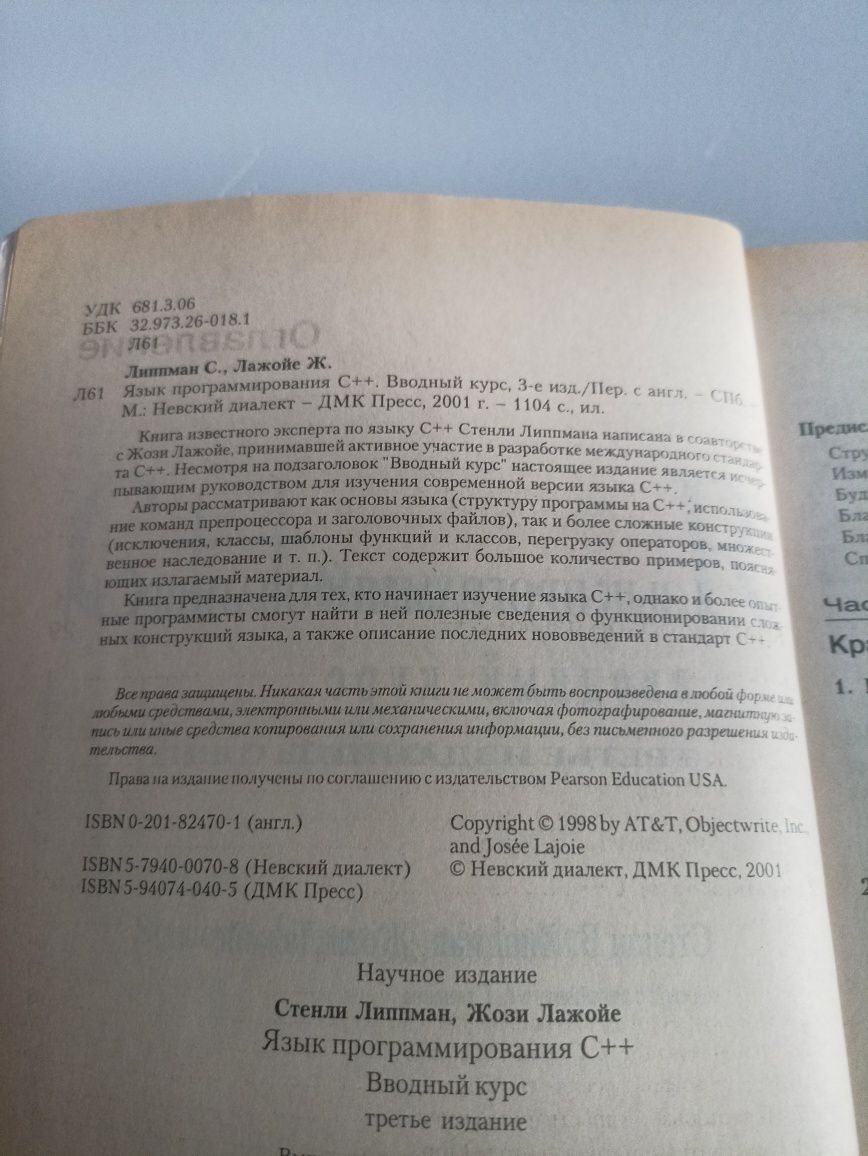 УДК 681.3.06
ББК 32.973.26-018.1
Л61
Липпман С., Лажойе Ж.
Л61 Язык программирования С++. Вводный курс, 3-е изд./Пер. с англ. – СПб. –
М.: Невский диалект – ДМК Пресс, 2001 г. – 1104 с., ил.
Книга известного эксперта по языку С++ Стенли Липпмана написана в соавторстве
с Жози Лажойе, принимавшей активное участие в разработке международного стандар-
та С++. Несмотря на подзаголовок "Вводный курс" настоящее издание является исчер-
пывающим руководством для изучения современной версии языка С++.
Авторы рассматривают как основы языка (структуру программы на С++, использова-
ние команд препроцессора и заголовочных файлов), так и более сложные конструкции
(исключения, классы, шаблоны функций и классов, перегрузку операторов, множест-
венное наследование и т. п.). Текст содержит большое количество примеров, поясня-
ющих излагаемый материал.
Книга предназначена для тех, кто начинает изучение языка С++, однако и более опыт-
ные программисты смогут найти в ней полезные сведения о функционировании слож-
ных конструкций языка, а также описание последних нововведений в стандарт С++.
Все права защищены. Никакая часть этой книги не может быть воспроизведена в любой форме или
любыми средствами, электронными или механическими, включая фотографирование, магнитную за-
пись или иные средства копирования или сохранения информации, без письменного разрешения изда-
тельства.
Права на издание получены по соглашению с издательством Pearson Education USA.
ISBN 0-201-82470-1 (англ.)
ISBN 5-7940-0070-8 (Невский диалект)
ISBN 5-94074-040-5 (ДМК Пресс)
Copyright © 1998 by AT&T, Objectwrite, Inc.
and Josée Lajoie
© Невский диалект, ДМК Пресс, 2001
Научное издание
Стенли Липпман, Жози Лажойе
Язык программирования С++
Вводный курс
третье издание
Предис
Стру
Изм
Буд
Бла
Бла
Сп
Час
Кра
1.
2